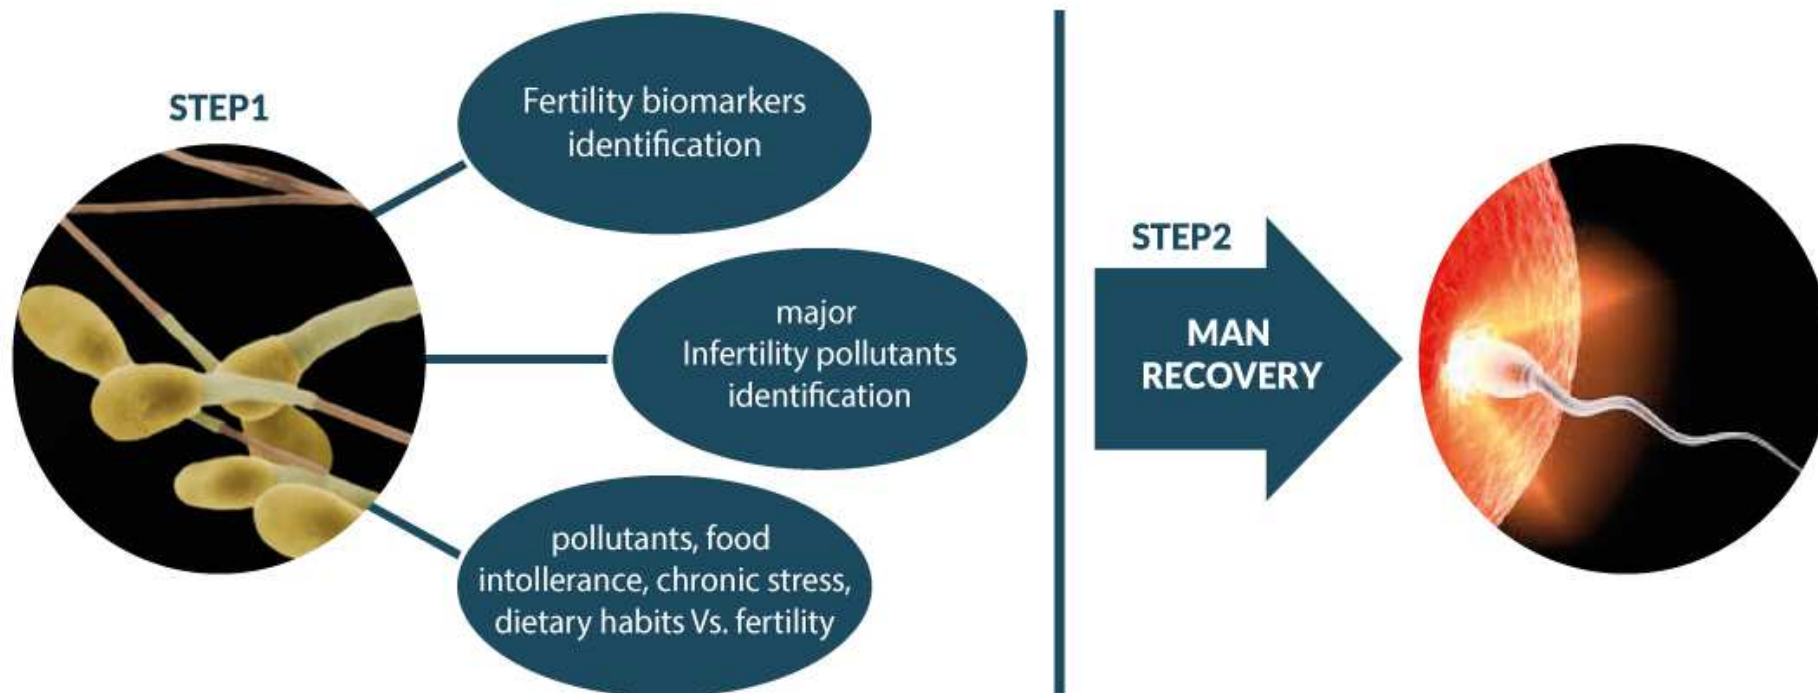 STEP1
Fertility biomarkers
identification
major
Infertility pollutants
identification
pollutants, food
intollerance, chronic stress,
dietary habits Vs. fertility
STEP2
MAN
RECOVERY